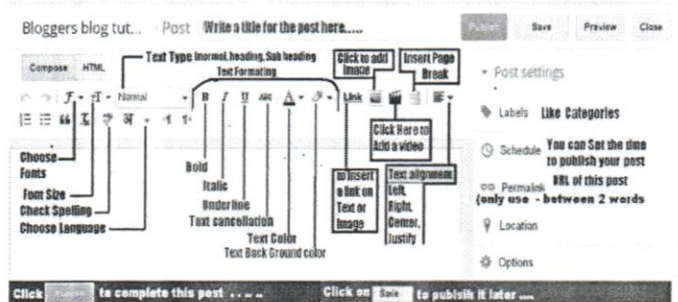 Bloggers blog tut... · Post Write a title for the post here..... Publish Save Preview Close
Text Type (normal, heading, Sub heading
Text Formating
Click to add Image
Insert Page Break
Compose HTML
Post settings
Normal
B I U ABC A Link
Labels Like Categories
Click Here to Add a video
Schedule You can Set the time to publish your post
Choose Fonts
Font Size
Check Spelling
Choose Language
Bold
Italic
Underline
Text cancellation
Text Color
Text Back Ground color
to insert a link on Text or Image
Text alignment
Left,
Right,
Center,
Justify
Permalink URL of this post
(only use - between 2 words
Location
Options
Click Publish to complete this post . . . . .
Click on Save to publsih it later ....